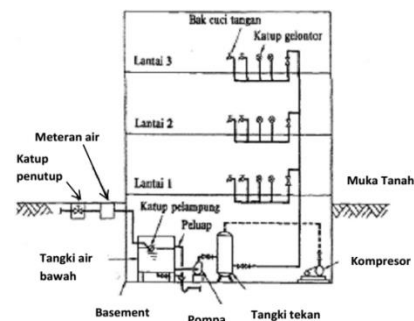 Bak cuci tangan
Katup gelontor
Lantai 3
Lantai 2
Meteran air
Katup
penutup
Lantai 1
Muka Tanah
Katup pelampung
Peluap
Tangki air
bawah
Kompresor
Basement
Pompa
Tangki tekan